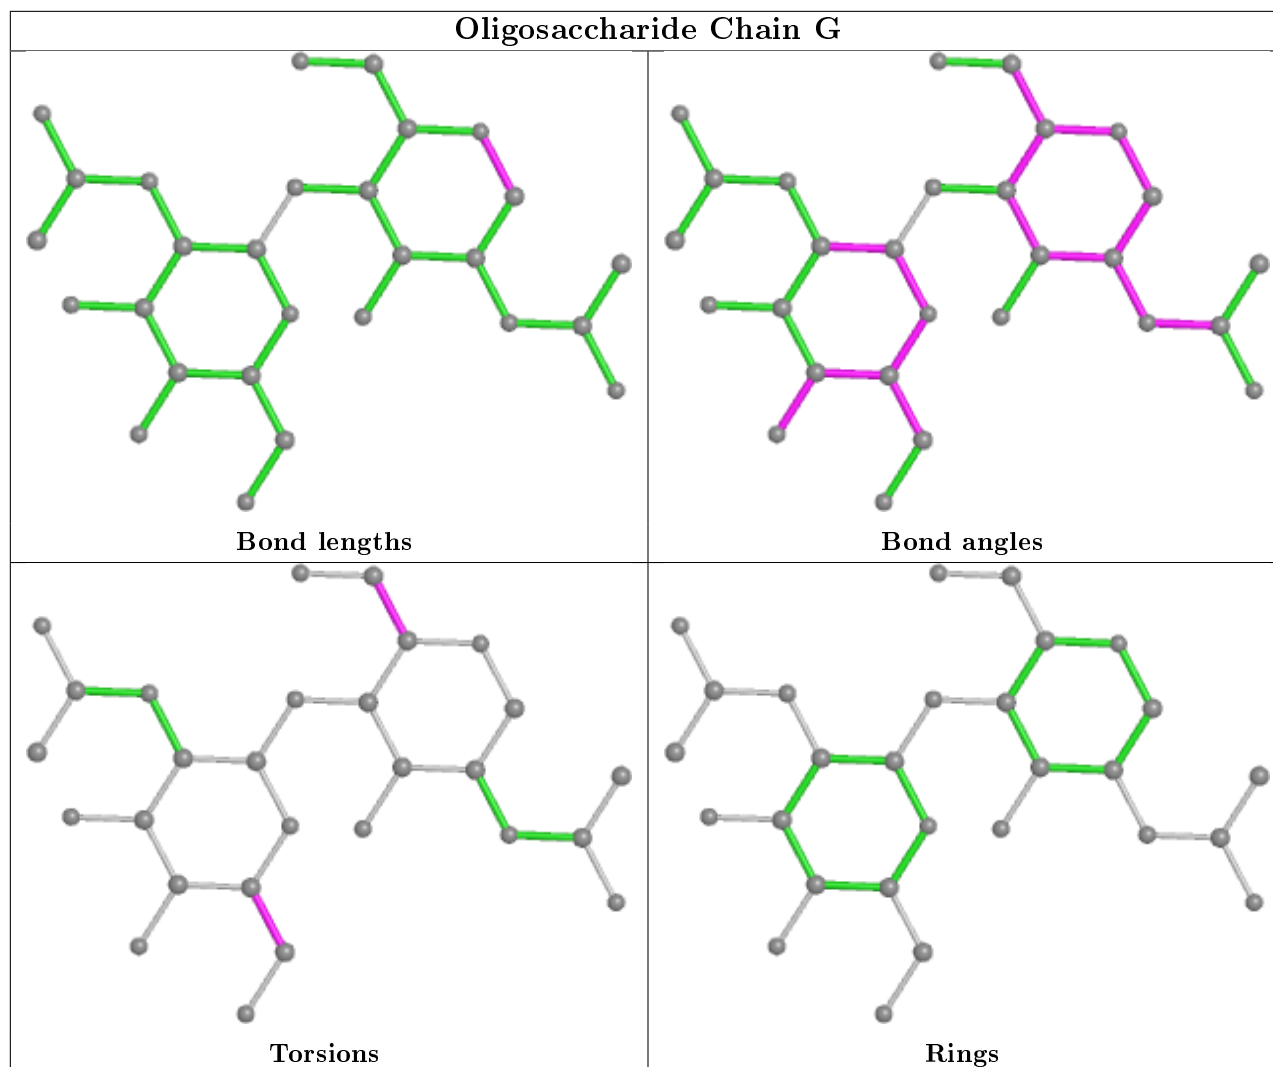 Oligosaccharide Chain G
Bond lengths
Bond angles
Torsions
Rings